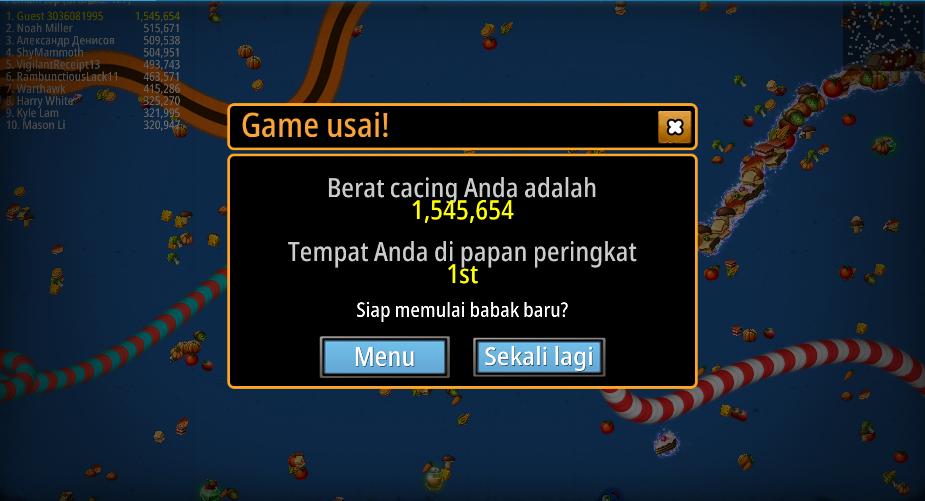 1. Guest 3036081995 1,545,654
2. Noah Miller 515,671
3. Александр Денисов 509,538
4. ShyMammoth 504,951
5. VigilantReceipt13 493,743
6. RambunctiousLack11 463,571
7. Warthawk 415,286
8. Harry White 325,270
9. Kyle Lam 321,995
10. Mason Li 320,947
Game usai!
Berat cacing Anda adalah
1,545,654
Tempat Anda di papan peringkat
1st
Siap memulai babak baru?
Menu
Sekali lagi